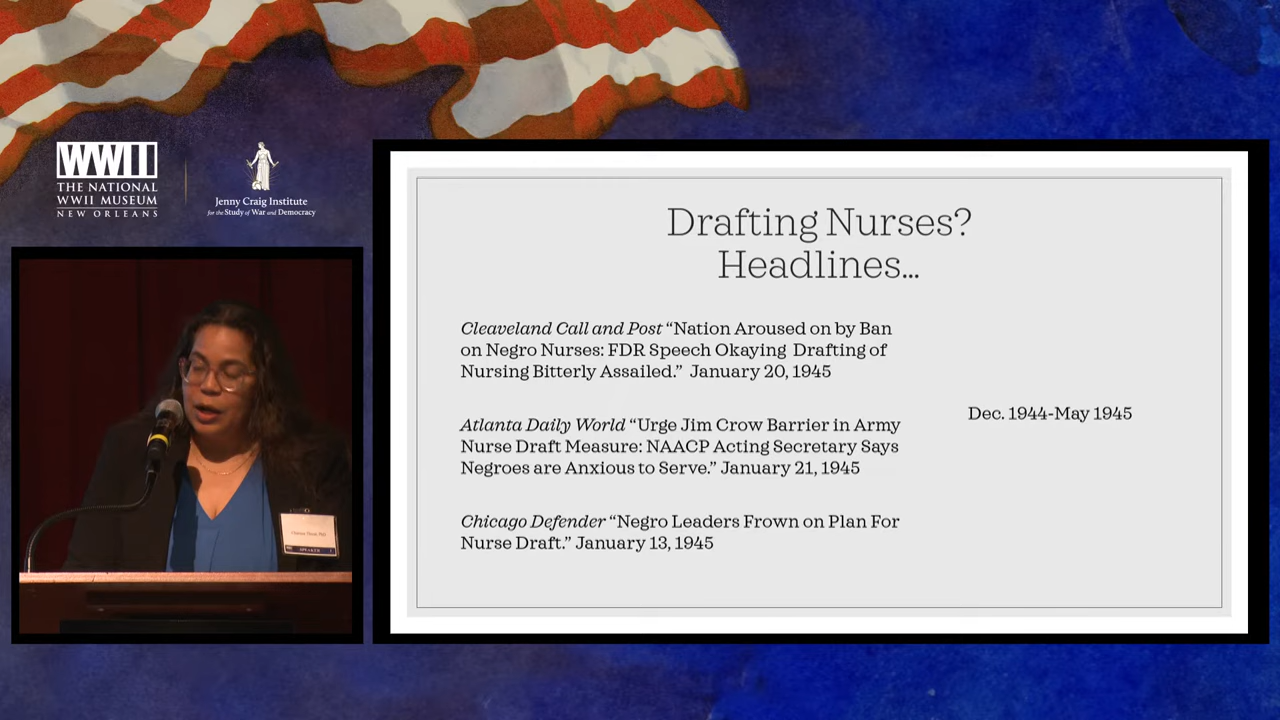 WWII
THE NATIONAL
WWII MUSEUM
NEW ORLEANS
Jenny Craig Institute
for the Study of War and Democracy
Drafting Nurses?
Headlines...
Cleaveland Call and Post “Nation Aroused on by Ban
on Negro Nurses: FDR Speech Okaying Drafting of
Nursing Bitterly Assailed.” January 20, 1945
Atlanta Daily World “Urge Jim Crow Barrier in Army
Nurse Draft Measure: NAACP Acting Secretary Says
Negroes are Anxious to Serve.” January 21, 1945
Chicago Defender “Negro Leaders Frown on Plan For
Nurse Draft.” January 13, 1945
Dec. 1944-May 1945
SPEAKER